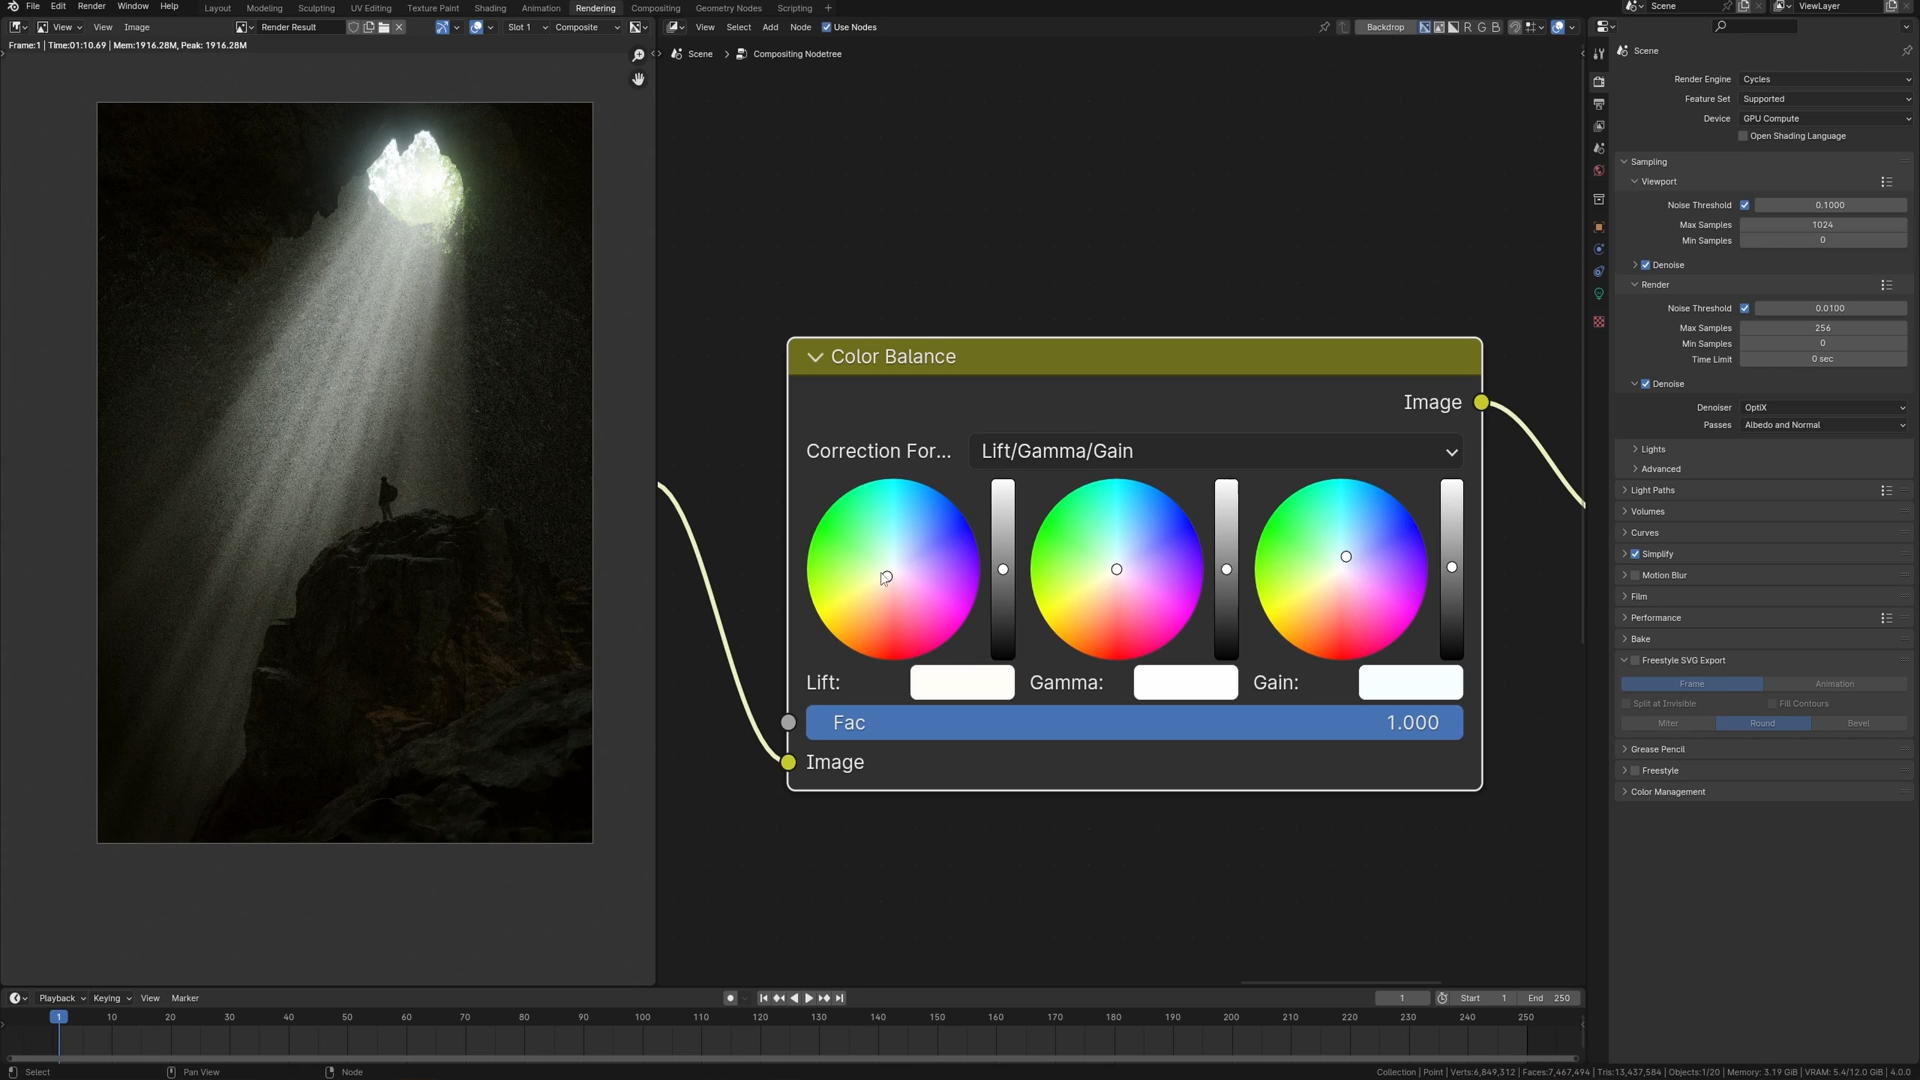 File Edit Render Window Help Layout Modeling Sculpting UV Editing Texture Paint Shading Animation Rendering Compositing Geometry Nodes Scripting + Scene ViewLayer
View View Image Render Result Slot 1 Composite View Select Add Node Use Nodes Backdrop R G B
Frame:1 | Time:01:10.69 | Mem:1916.28M, Peak: 1916.28M
Scene > Compositing Nodetree
Scene
Render Engine Cycles
Feature Set Supported
Device GPU Compute
Open Shading Language
Sampling
Viewport
Noise Threshold 0.1000
Max Samples 1024
Min Samples 0
Denoise
Render
Noise Threshold 0.0100
Max Samples 256
Min Samples 0
Time Limit 0 sec
Denoise
Denoiser OptiX
Passes Albedo and Normal
Lights
Advanced
Light Paths
Volumes
Curves
Simplify
Motion Blur
Film
Performance
Bake
Freestyle SVG Export
Frame Animation
Split at Invisible Fill Contours
Miter Round Bevel
Grease Pencil
Freestyle
Color Management
Color Balance
Image
Correction For... Lift/Gamma/Gain
Lift: Gamma: Gain:
Fac 1.000
Image
Playback Keying View Marker 1 Start 1 End 250
1 10 20 30 40 50 60 70 80 90 100 110 120 130 140 150 160 170 180 190 200 210 220 230 240 250
Select Pan View Node Collection | Point | Verts:6,849,312 | Faces:7,467,494 | Tris:13,437,584 | Objects:1/20 | Memory: 3.19 GiB | VRAM: 5.4/12.0 GiB | 4.0.0